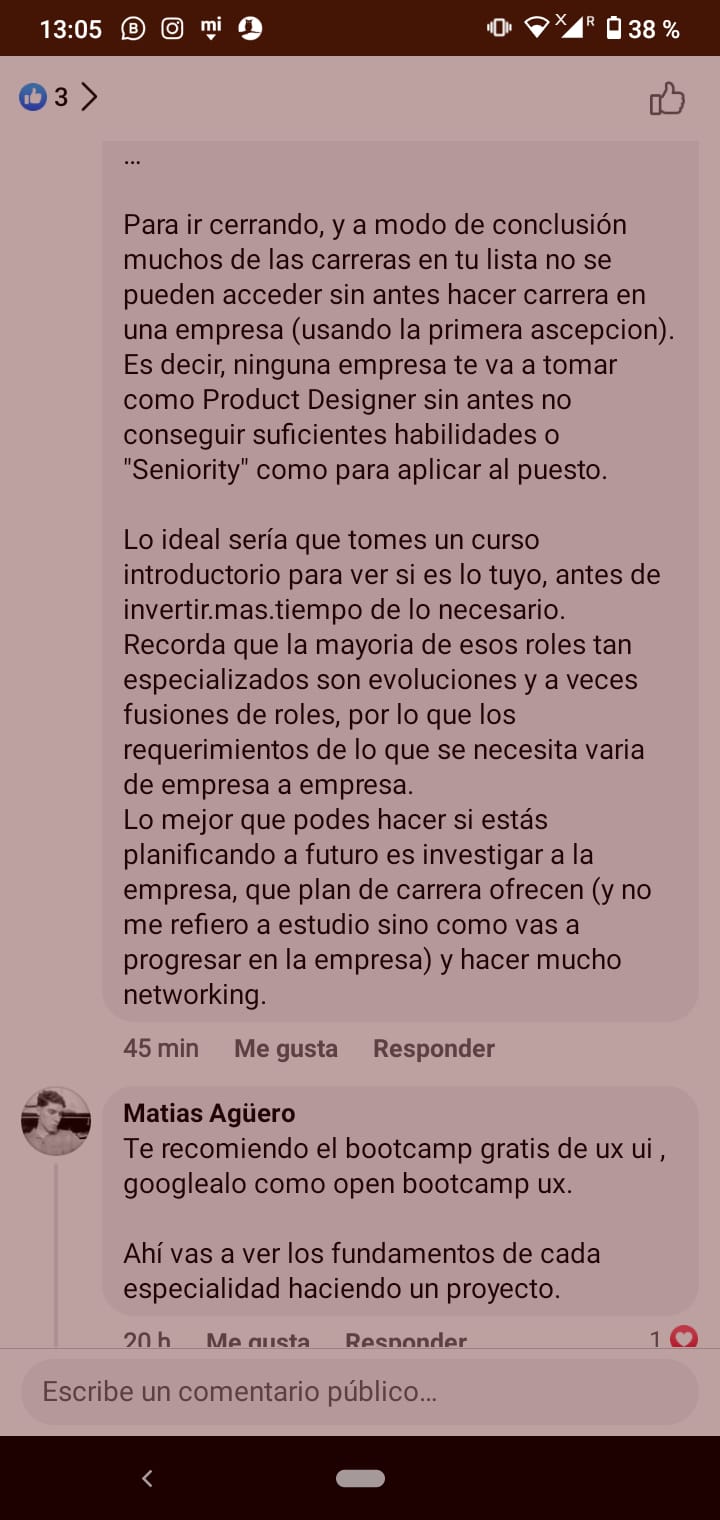 13:05 mi R 38 %
3
...
Para ir cerrando, y a modo de conclusión
muchos de las carreras en tu lista no se
pueden acceder sin antes hacer carrera en
una empresa (usando la primera ascepcion).
Es decir, ninguna empresa te va a tomar
como Product Designer sin antes no
conseguir suficientes habilidades o
"Seniority" como para aplicar al puesto.
Lo ideal sería que tomes un curso
introductorio para ver si es lo tuyo, antes de
invertir.mas.tiempo de lo necesario.
Recorda que la mayoria de esos roles tan
especializados son evoluciones y a veces
fusiones de roles, por lo que los
requerimientos de lo que se necesita varia
de empresa a empresa.
Lo mejor que podes hacer si estás
planificando a futuro es investigar a la
empresa, que plan de carrera ofrecen (y no
me refiero a estudio sino como vas a
progresar en la empresa) y hacer mucho
networking.
45 min Me gusta Responder
Matias Agüero
Te recomiendo el bootcamp gratis de ux ui ,
googlealo como open bootcamp ux.
Ahí vas a ver los fundamentos de cada
especialidad haciendo un proyecto.
20 h Me gusta Responder 1
Escribe un comentario público...